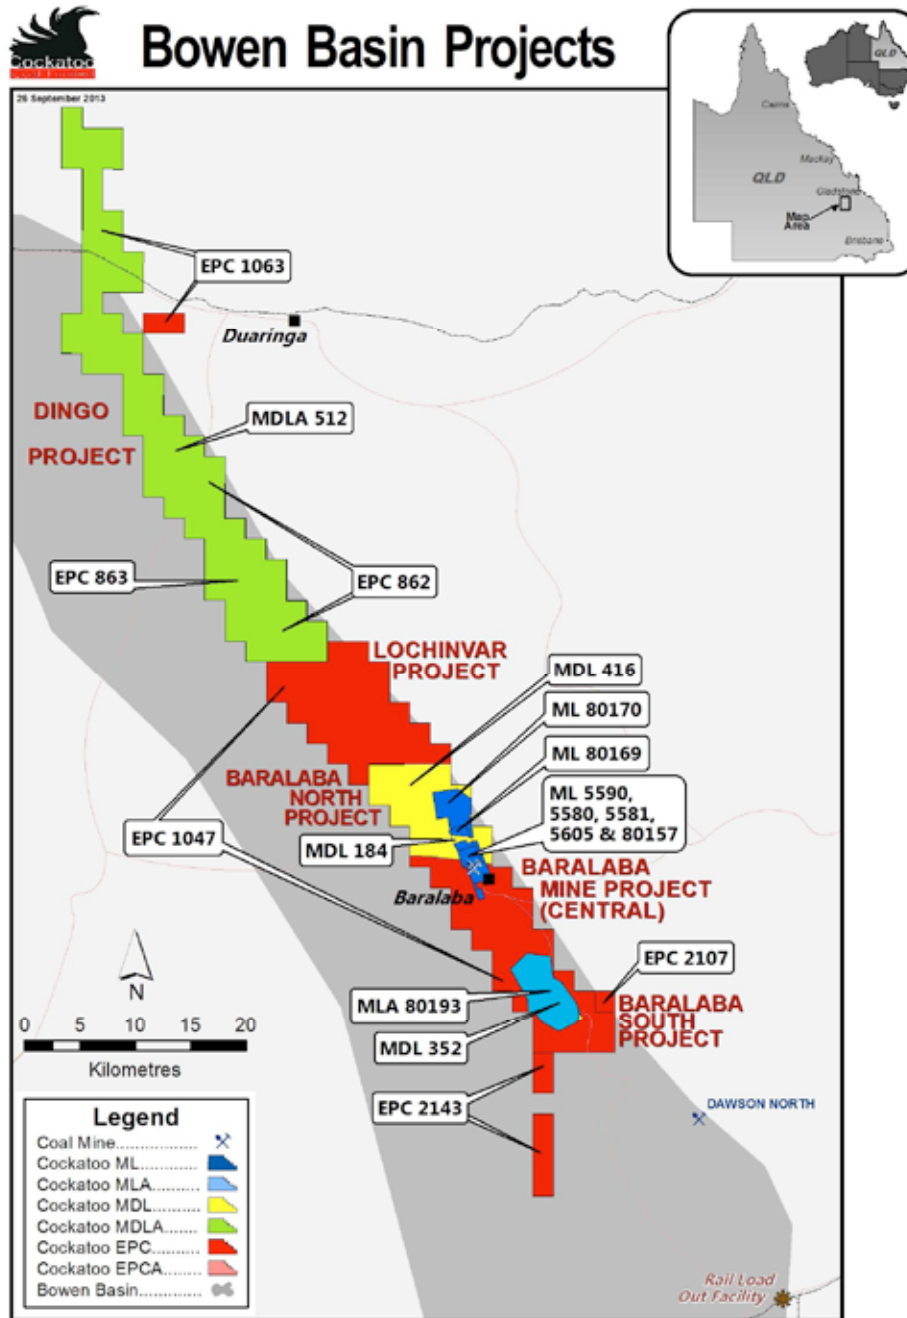 Cockatoo
Bowen Basin Projects
26 September 2013
QLD
Cairns
Mackay
QLD
Gladstone
Map
Area
Brisbane
EPC 1063
Duaringa
DINGO
PROJECT
MDLA 512
EPC 863
EPC 862
LOCHINVAR
PROJECT
MDL 416
ML 80170
ML 80169
BARALABA
NORTH
PROJECT
ML 5590,
5580, 5581,
5605 & 80157
EPC 1047
MDL 184
BARALABA
MINE PROJECT
(CENTRAL)
Baralaba
EPC 2107
N
MLA 80193
BARALABA
SOUTH
PROJECT
MDL 352
0 5 10 15 20
Kilometres
EPC 2143
DAWSON NORTH
Legend
Coal Mine..............
Cockatoo ML.........
Cockatoo MLA.......
Cockatoo MDL.......
Cockatoo MDLA.....
Cockatoo EPC........
Cockatoo EPCA.....
Bowen Basin..........
Rail Load
Out Facility